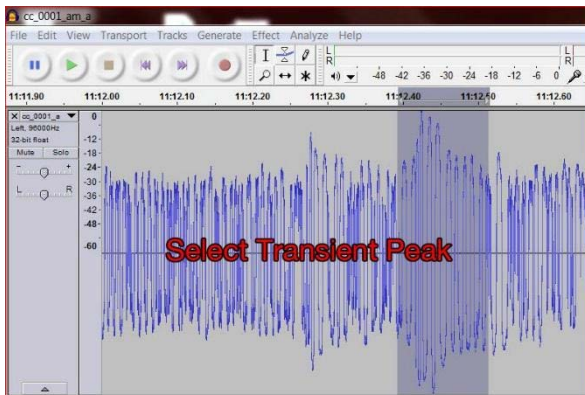 cc_0001_am_a
File Edit View Transport Tracks Generate Effect Analyze Help
L
R
-48 -42 -36 -30 -24 -18 -12 -6 0
L
R
11:11.90 11:12.00 11:12.10 11:12.20 11:12.30 11:12.40 11:12.50 11:12.60
X cc_0001_a
Left, 96000Hz
32-bit float
Mute Solo
- +
L R
0
-12
-18
-24
-30
-36
-42
-48
-60
Select Transient Peak